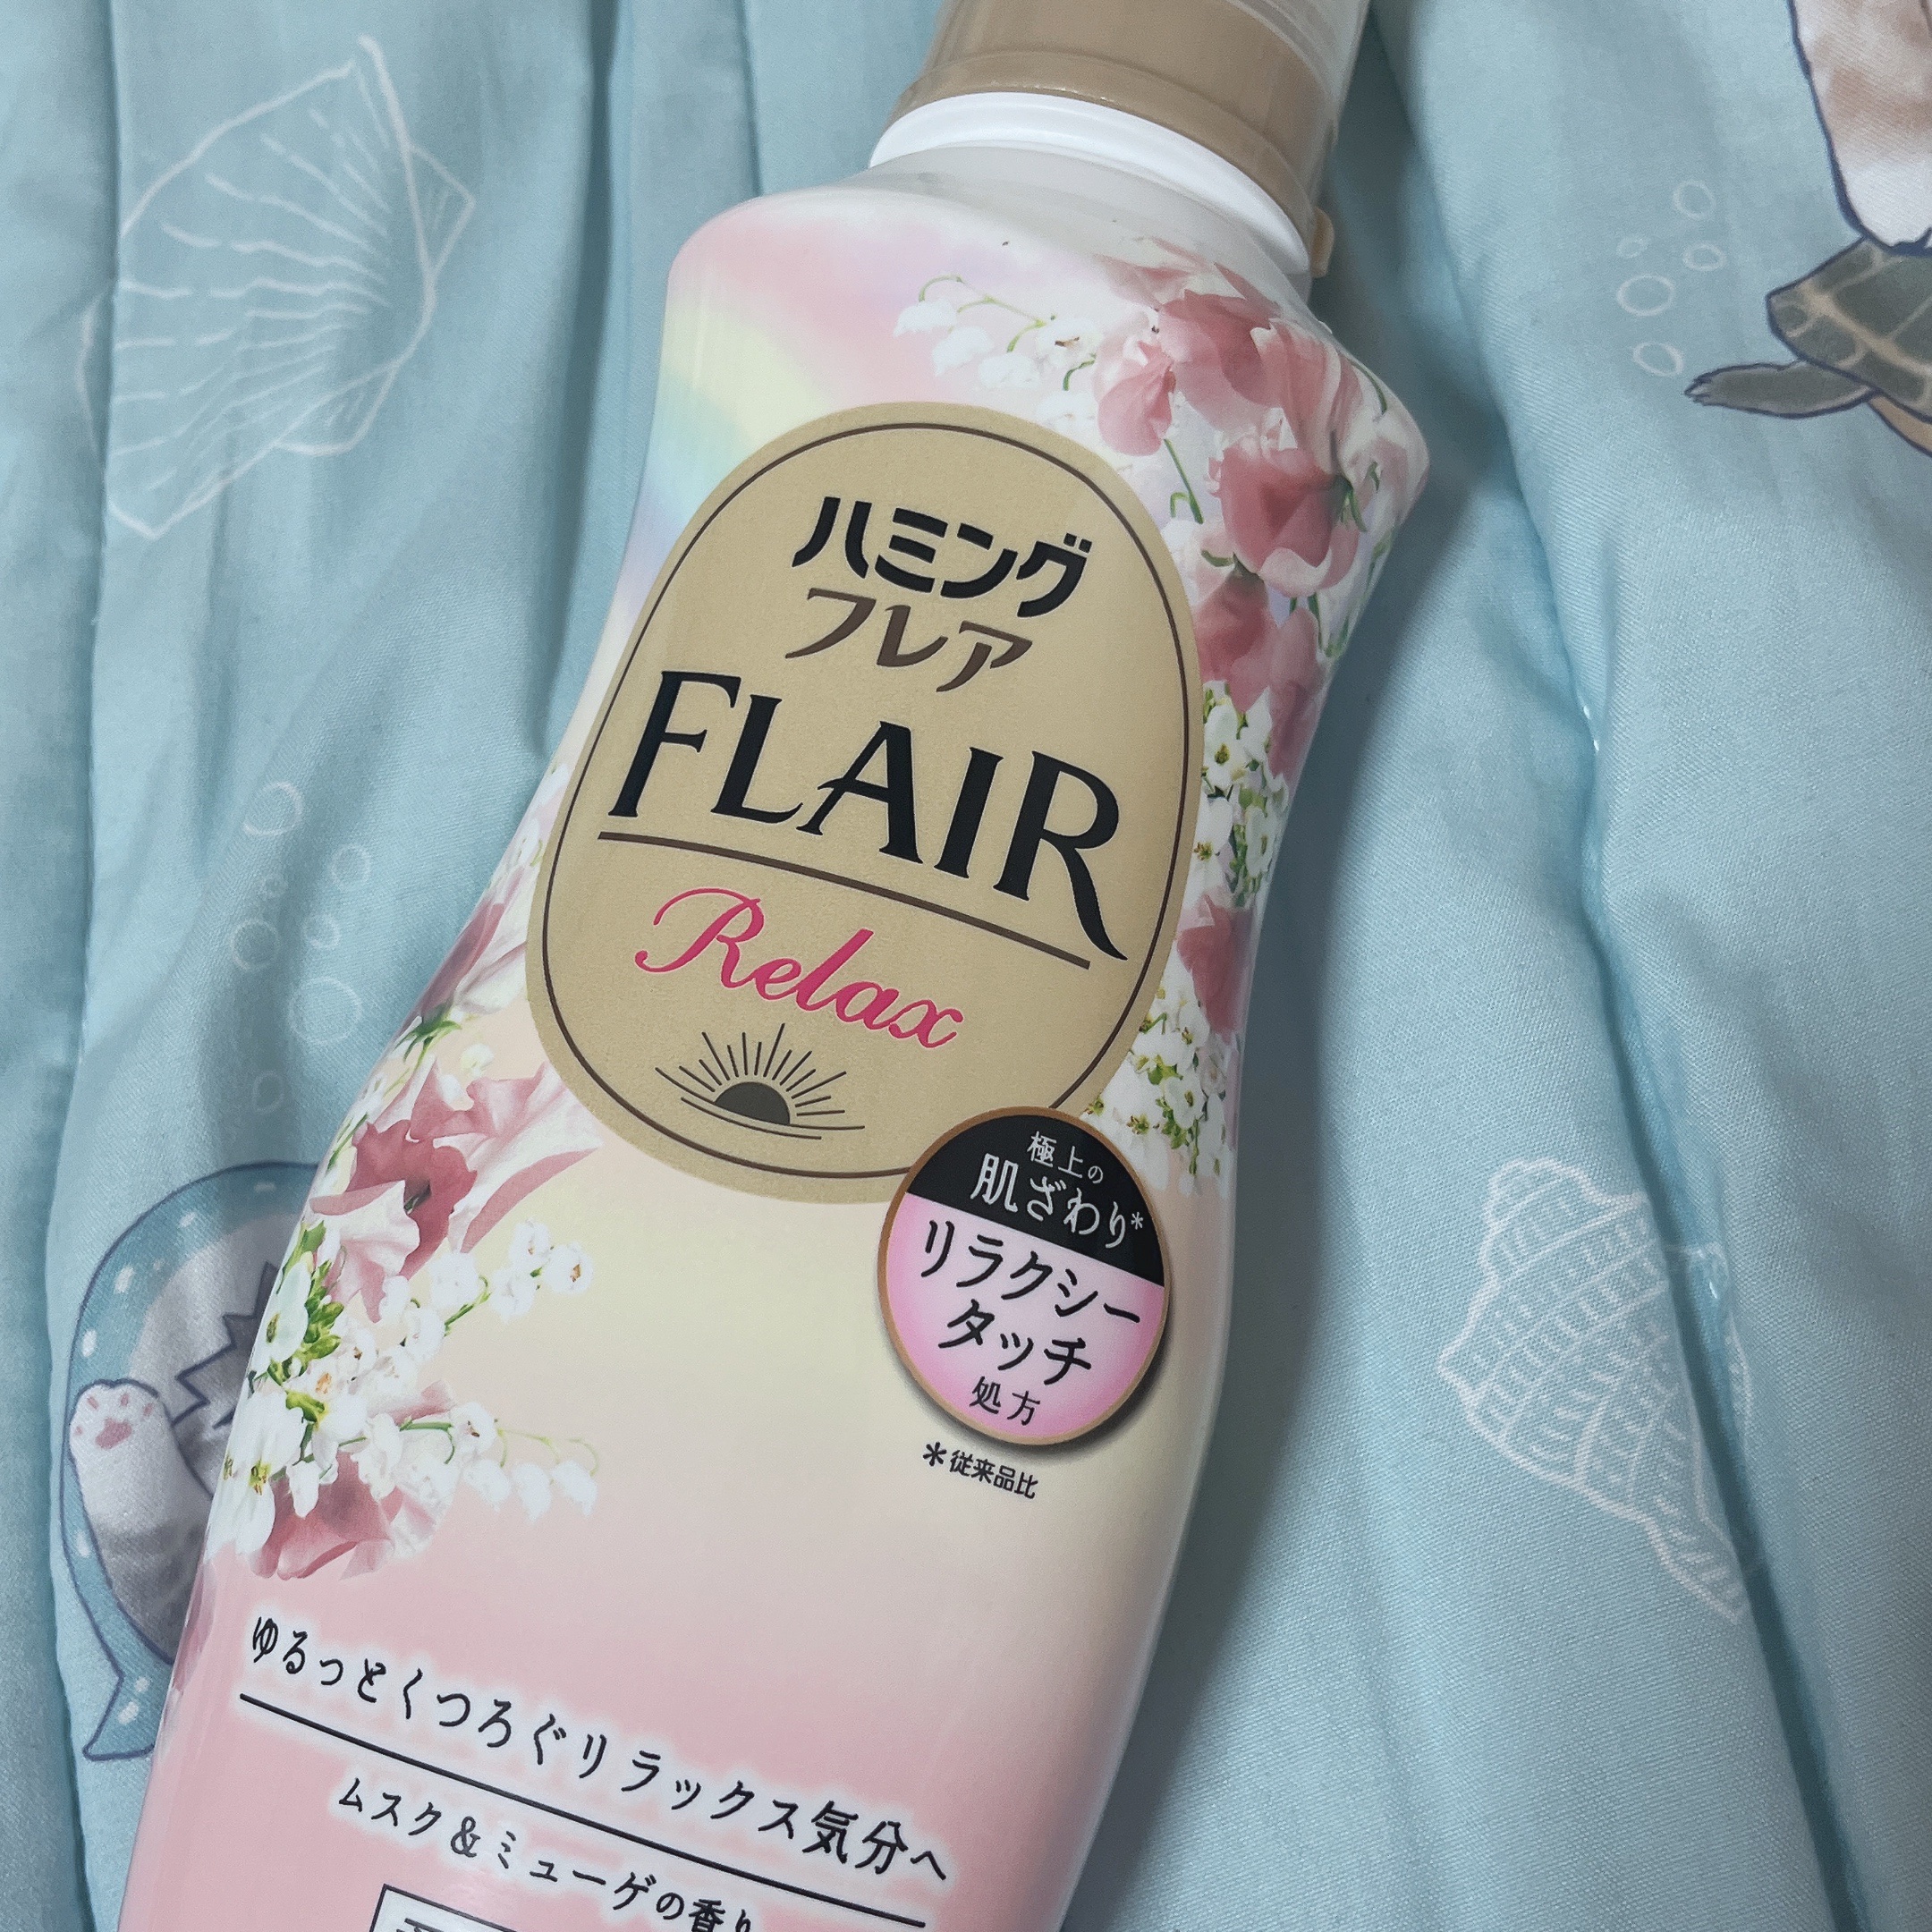 ハミング
フレア
FLAIR
Relax
極上の
肌ざわり*
リラクシー
タッチ
処方
*従来品比
ゆるっとくつろぐリラックス気分へ
ムスク&ミューゲの香り